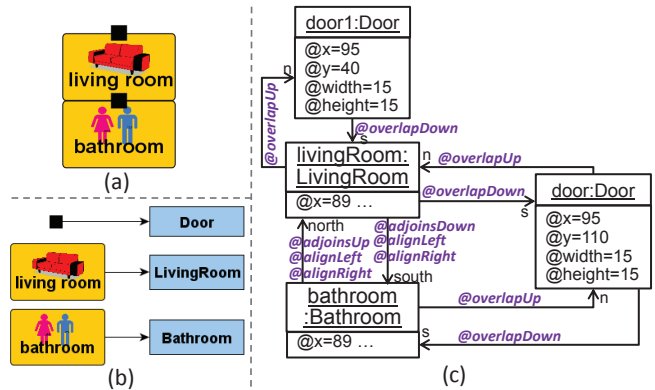 living room
bathroom
(a)
Door
living room
LivingRoom
bathroom
Bathroom
(b)
door1:Door
@x=95
@y=40
@width=15
@height=15
n
@overlapUp
s
@overlapDown
livingRoom:
LivingRoom
@x=89 ...
n
@overlapUp
@overlapDown
s
door:Door
@x=95
@y=110
@width=15
@height=15
north
@adjoinsUp
@alignLeft
@alignRight
@adjoinsDown
@alignLeft
@alignRight
south
bathroom
:Bathroom
@x=89 ...
@overlapUp
n
s
@overlapDown
(c)